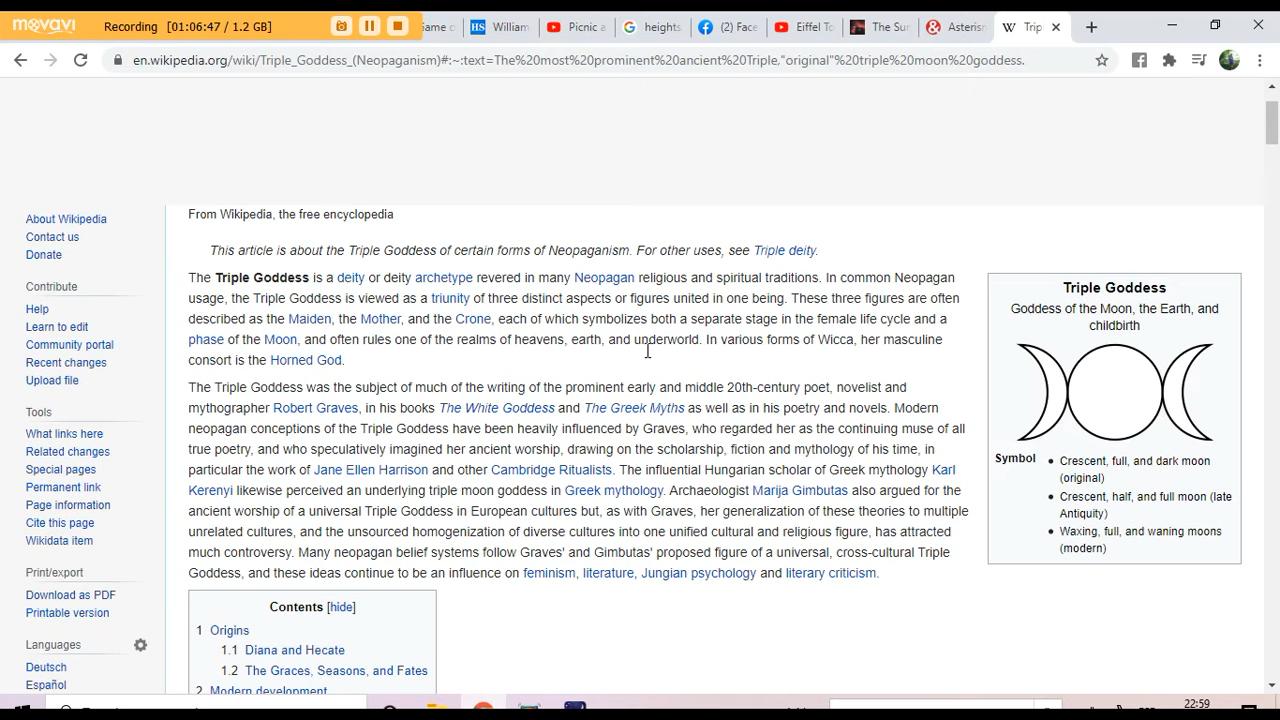 movavi
Recording 01:06:47 / 1.2 GB
ame c
HS William
Picnic a
heights.
(2) Face
Eiffel To
The Sur
Asterism
W Trip
en.wikipedia.org/wiki/Triple_Goddess_(Neopaganism)#:~:text=The%20most%20prominent%20ancient%20Triple,"original"%20triple%20moon%20goddess.
From Wikipedia, the free encyclopedia
This article is about the Triple Goddess of certain forms of Neopaganism. For other uses, see Triple deity.
The Triple Goddess is a deity or deity archetype revered in many Neopagan religious and spiritual traditions. In common Neopagan
usage, the Triple Goddess is viewed as a triunity of three distinct aspects or figures united in one being. These three figures are often
described as the Maiden, the Mother, and the Crone, each of which symbolizes both a separate stage in the female life cycle and a
phase of the Moon, and often rules one of the realms of heavens, earth, and underworld. In various forms of Wicca, her masculine
consort is the Horned God.
The Triple Goddess was the subject of much of the writing of the prominent early and middle 20th-century poet, novelist and
mythographer Robert Graves, in his books The White Goddess and The Greek Myths as well as in his poetry and novels. Modern
neopagan conceptions of the Triple Goddess have been heavily influenced by Graves, who regarded her as the continuing muse of all
true poetry, and who speculatively imagined her ancient worship, drawing on the scholarship, fiction and mythology of his time, in
particular the work of Jane Ellen Harrison and other Cambridge Ritualists. The influential Hungarian scholar of Greek mythology Karl
Kerenyi likewise perceived an underlying triple moon goddess in Greek mythology. Archaeologist Marija Gimbutas also argued for the
ancient worship of a universal Triple Goddess in European cultures but, as with Graves, her generalization of these theories to multiple
unrelated cultures, and the unsourced homogenization of diverse cultures into one unified cultural and religious figure, has attracted
much controversy. Many neopagan belief systems follow Graves' and Gimbutas' proposed figure of a universal, cross-cultural Triple
Goddess, and these ideas continue to be an influence on feminism, literature, Jungian psychology and literary criticism.
Contents [hide]
1 Origins
1.1 Diana and Hecate
1.2 The Graces, Seasons, and Fates
2 Modern development
About Wikipedia
Contact us
Donate
Contribute
Help
Learn to edit
Community portal
Recent changes
Upload file
Tools
What links here
Related changes
Special pages
Permanent link
Page information
Cite this page
Wikidata item
Print/export
Download as PDF
Printable version
Languages
Deutsch
Español
Triple Goddess
Goddess of the Moon, the Earth, and
childbirth
Symbol
Crescent, full, and dark moon
(original)
Crescent, half, and full moon (late
Antiquity)
Waxing, full, and waning moons
(modern)
22:59